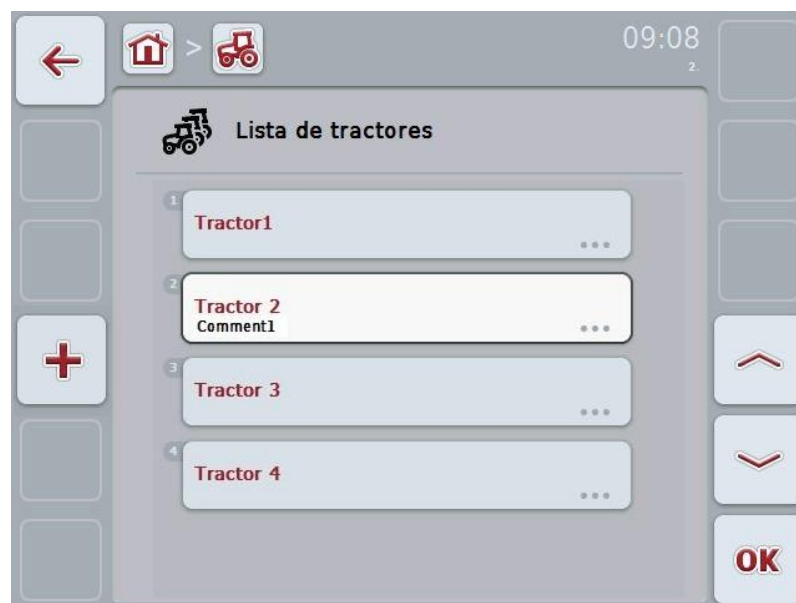 09:08
2.
Lista de tractores
1
Tractor1
2
Tractor 2
Comment1
3
Tractor 3
4
Tractor 4
OK